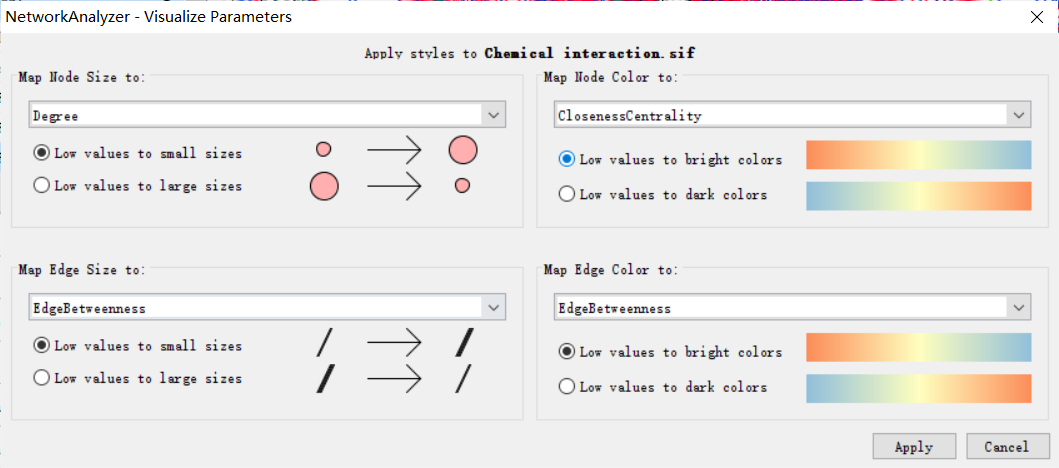 NetworkAnalyzer - Visualize Parameters
Apply styles to Chemical interaction.sif
Map Node Size to:
Degree
Low values to small sizes
Low values to large sizes
Map Node Color to:
ClosenessCentrality
Low values to bright colors
Low values to dark colors
Map Edge Size to:
EdgeBetweenness
Low values to small sizes
Low values to large sizes
Map Edge Color to:
EdgeBetweenness
Low values to bright colors
Low values to dark colors
Apply
Cancel